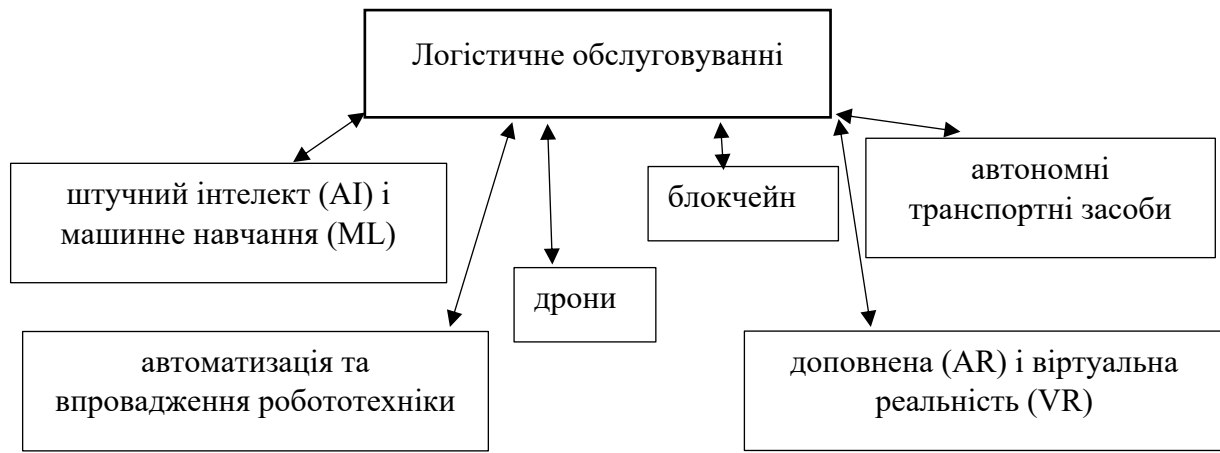 Логістичне обслуговуванні
штучний інтелект (AI) і
машинне навчання (ML)
блокчейн
автономні
транспортні засоби
дрони
автоматизація та
впровадження робототехніки
доповнена (AR) і віртуальна
реальність (VR)